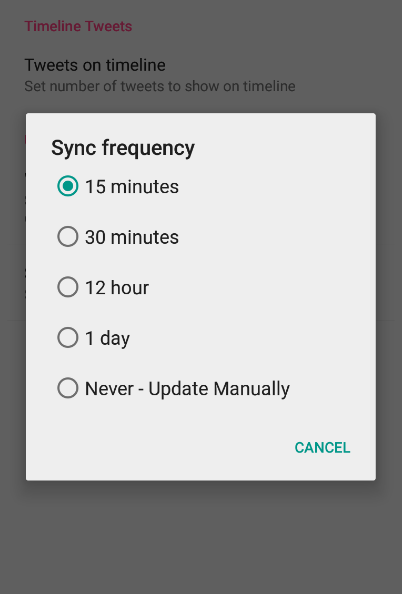 Timeline Tweets
Tweets on timeline
Set number of tweets to show on timeline
Sync frequency
15 minutes
30 minutes
12 hour
1 day
Never - Update Manually
CANCEL